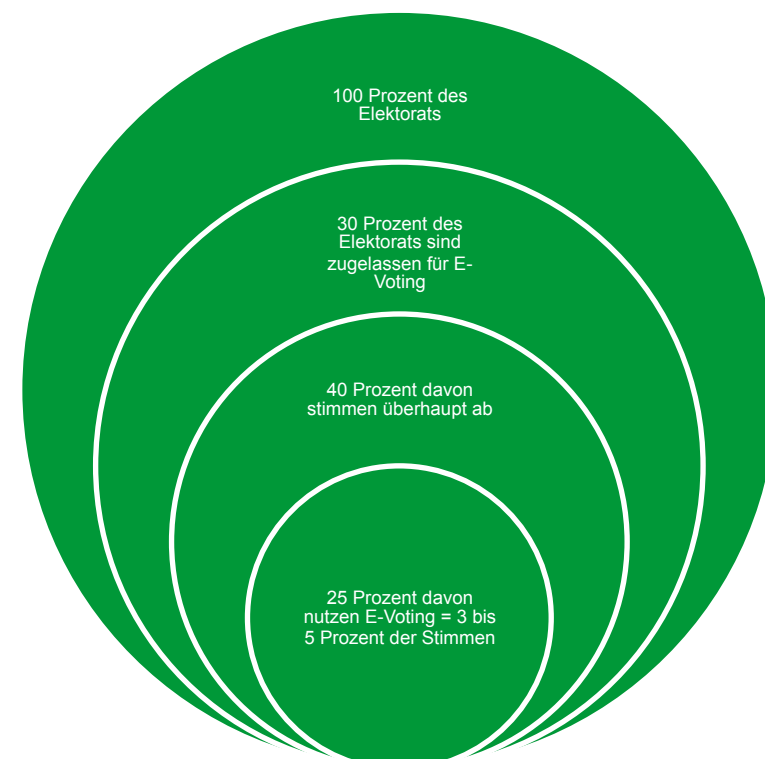 100 Prozent des
Elektorats
30 Prozent des
Elektorats sind
zugelassen für E-
Voting
40 Prozent davon
stimmen überhaupt ab
25 Prozent davon
nutzen E-Voting = 3 bis
5 Prozent der Stimmen